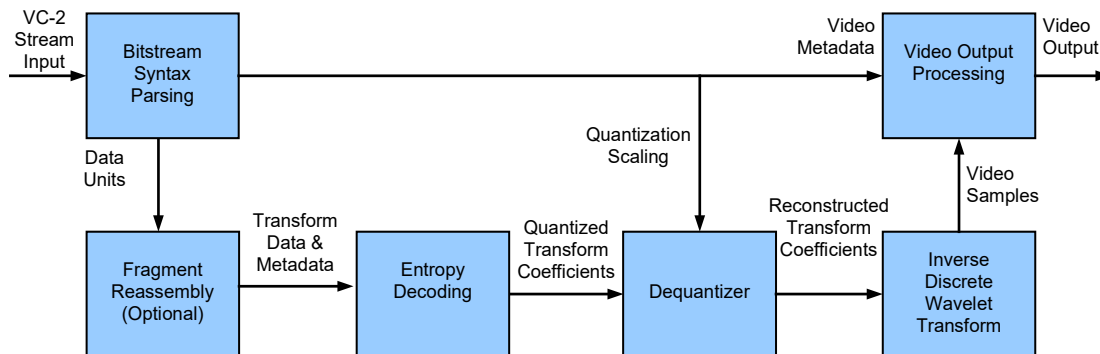 VC-2
Stream
Input
Bitstream
Syntax
Parsing
Video
Metadata
Video Output
Processing
Video
Output
Data
Units
Quantization
Scaling
Video
Samples
Fragment
Reassembly
(Optional)
Transform
Data &
Metadata
Entropy
Decoding
Quantized
Transform
Coefficients
Dequantizer
Reconstructed
Transform
Coefficients
Inverse
Discrete
Wavelet
Transform